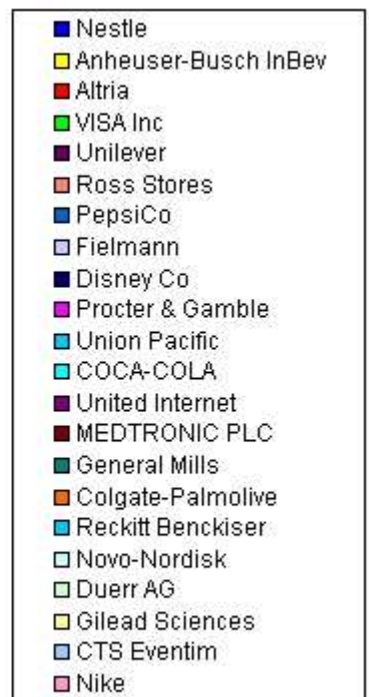 Nestle
Anheuser-Busch InBev
Altria
VISA Inc
Unilever
Ross Stores
PepsiCo
Fielmann
Disney Co
Procter & Gamble
Union Pacific
COCA-COLA
United Internet
MEDTRONIC PLC
General Mills
Colgate-Palmolive
Reckitt Benckiser
Novo-Nordisk
Duerr AG
Gilead Sciences
CTS Eventim
Nike